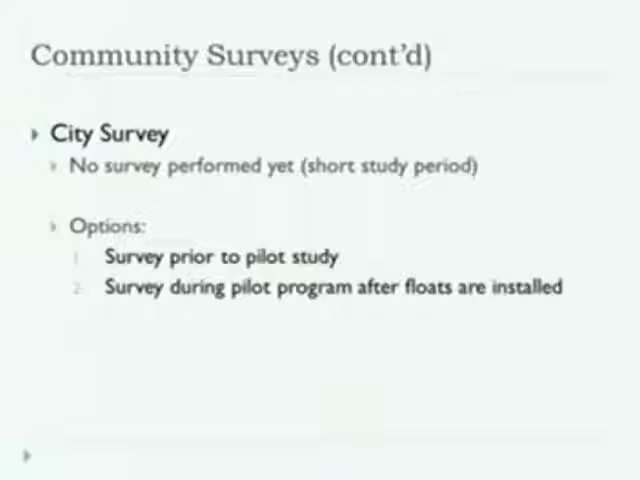 Community Surveys (cont'd)
City Survey
No survey performed yet (short study period)
Options:
1. Survey prior to pilot study
2. Survey during pilot program after floats are installed